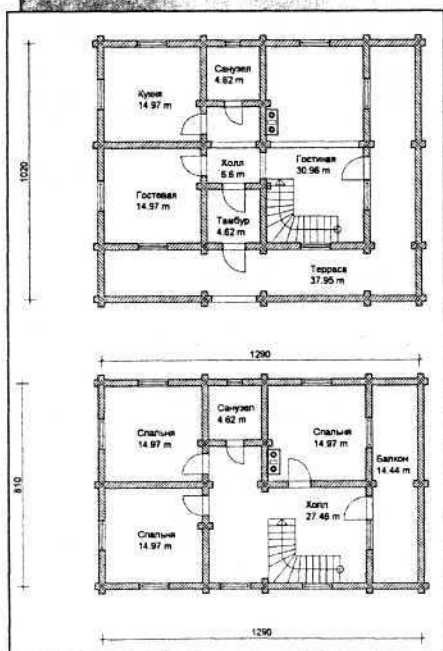 Санузел
4.62 m
Кухня
14.97 m
1020
Холл
6.6 m
Гостиная
30.96 m
Гостевая
14.97 m
Тамбур
4.62 m
Терраса
37.95 m
1290
Спальня
14.97 m
Санузел
4.62 m
Спальня
14.97 m
Балкон
14.44 m
810
Спальня
14.97 m
Холл
27.46 m
1290